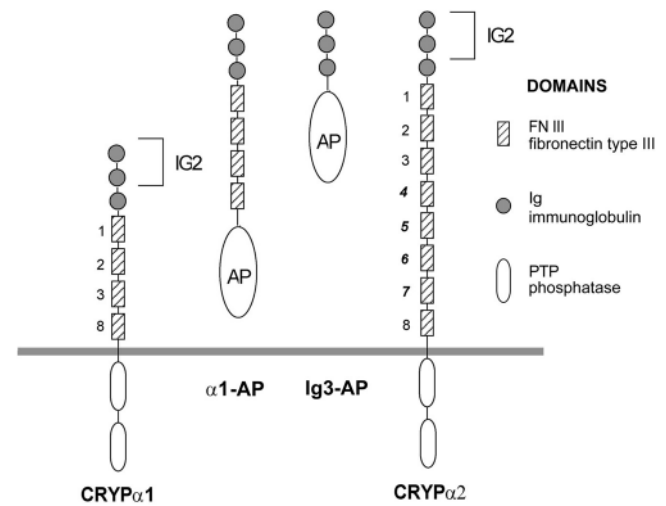 IG2
IG2
AP
AP
1
2
3
8
1
2
3
4
5
6
7
8
DOMAINS
FN III
fibronectin type III
Ig
immunoglobulin
PTP
phosphatase
α1-AP
Ig3-AP
CRYPα1
CRYPα2